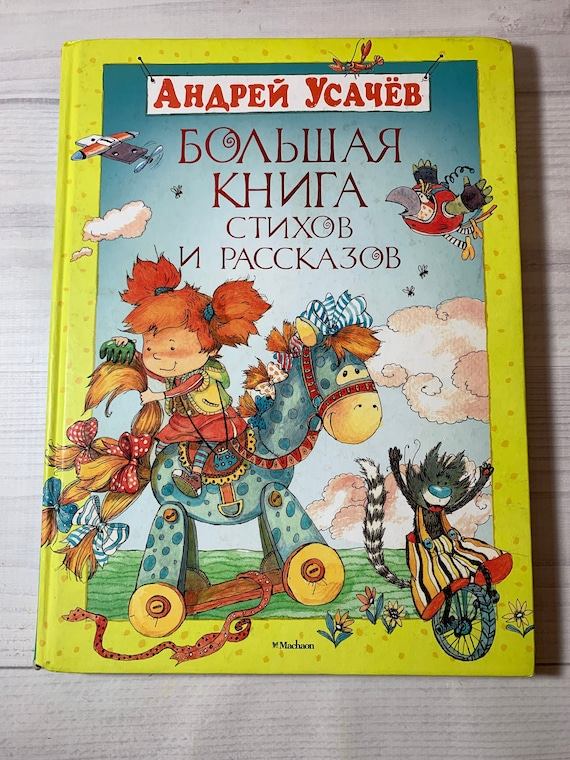 АНДРЕЙ УСАЧЁВ
БОЛЬШАЯ
КНИГА
СТИХОВ
И РАССКАЗОВ
Machaon